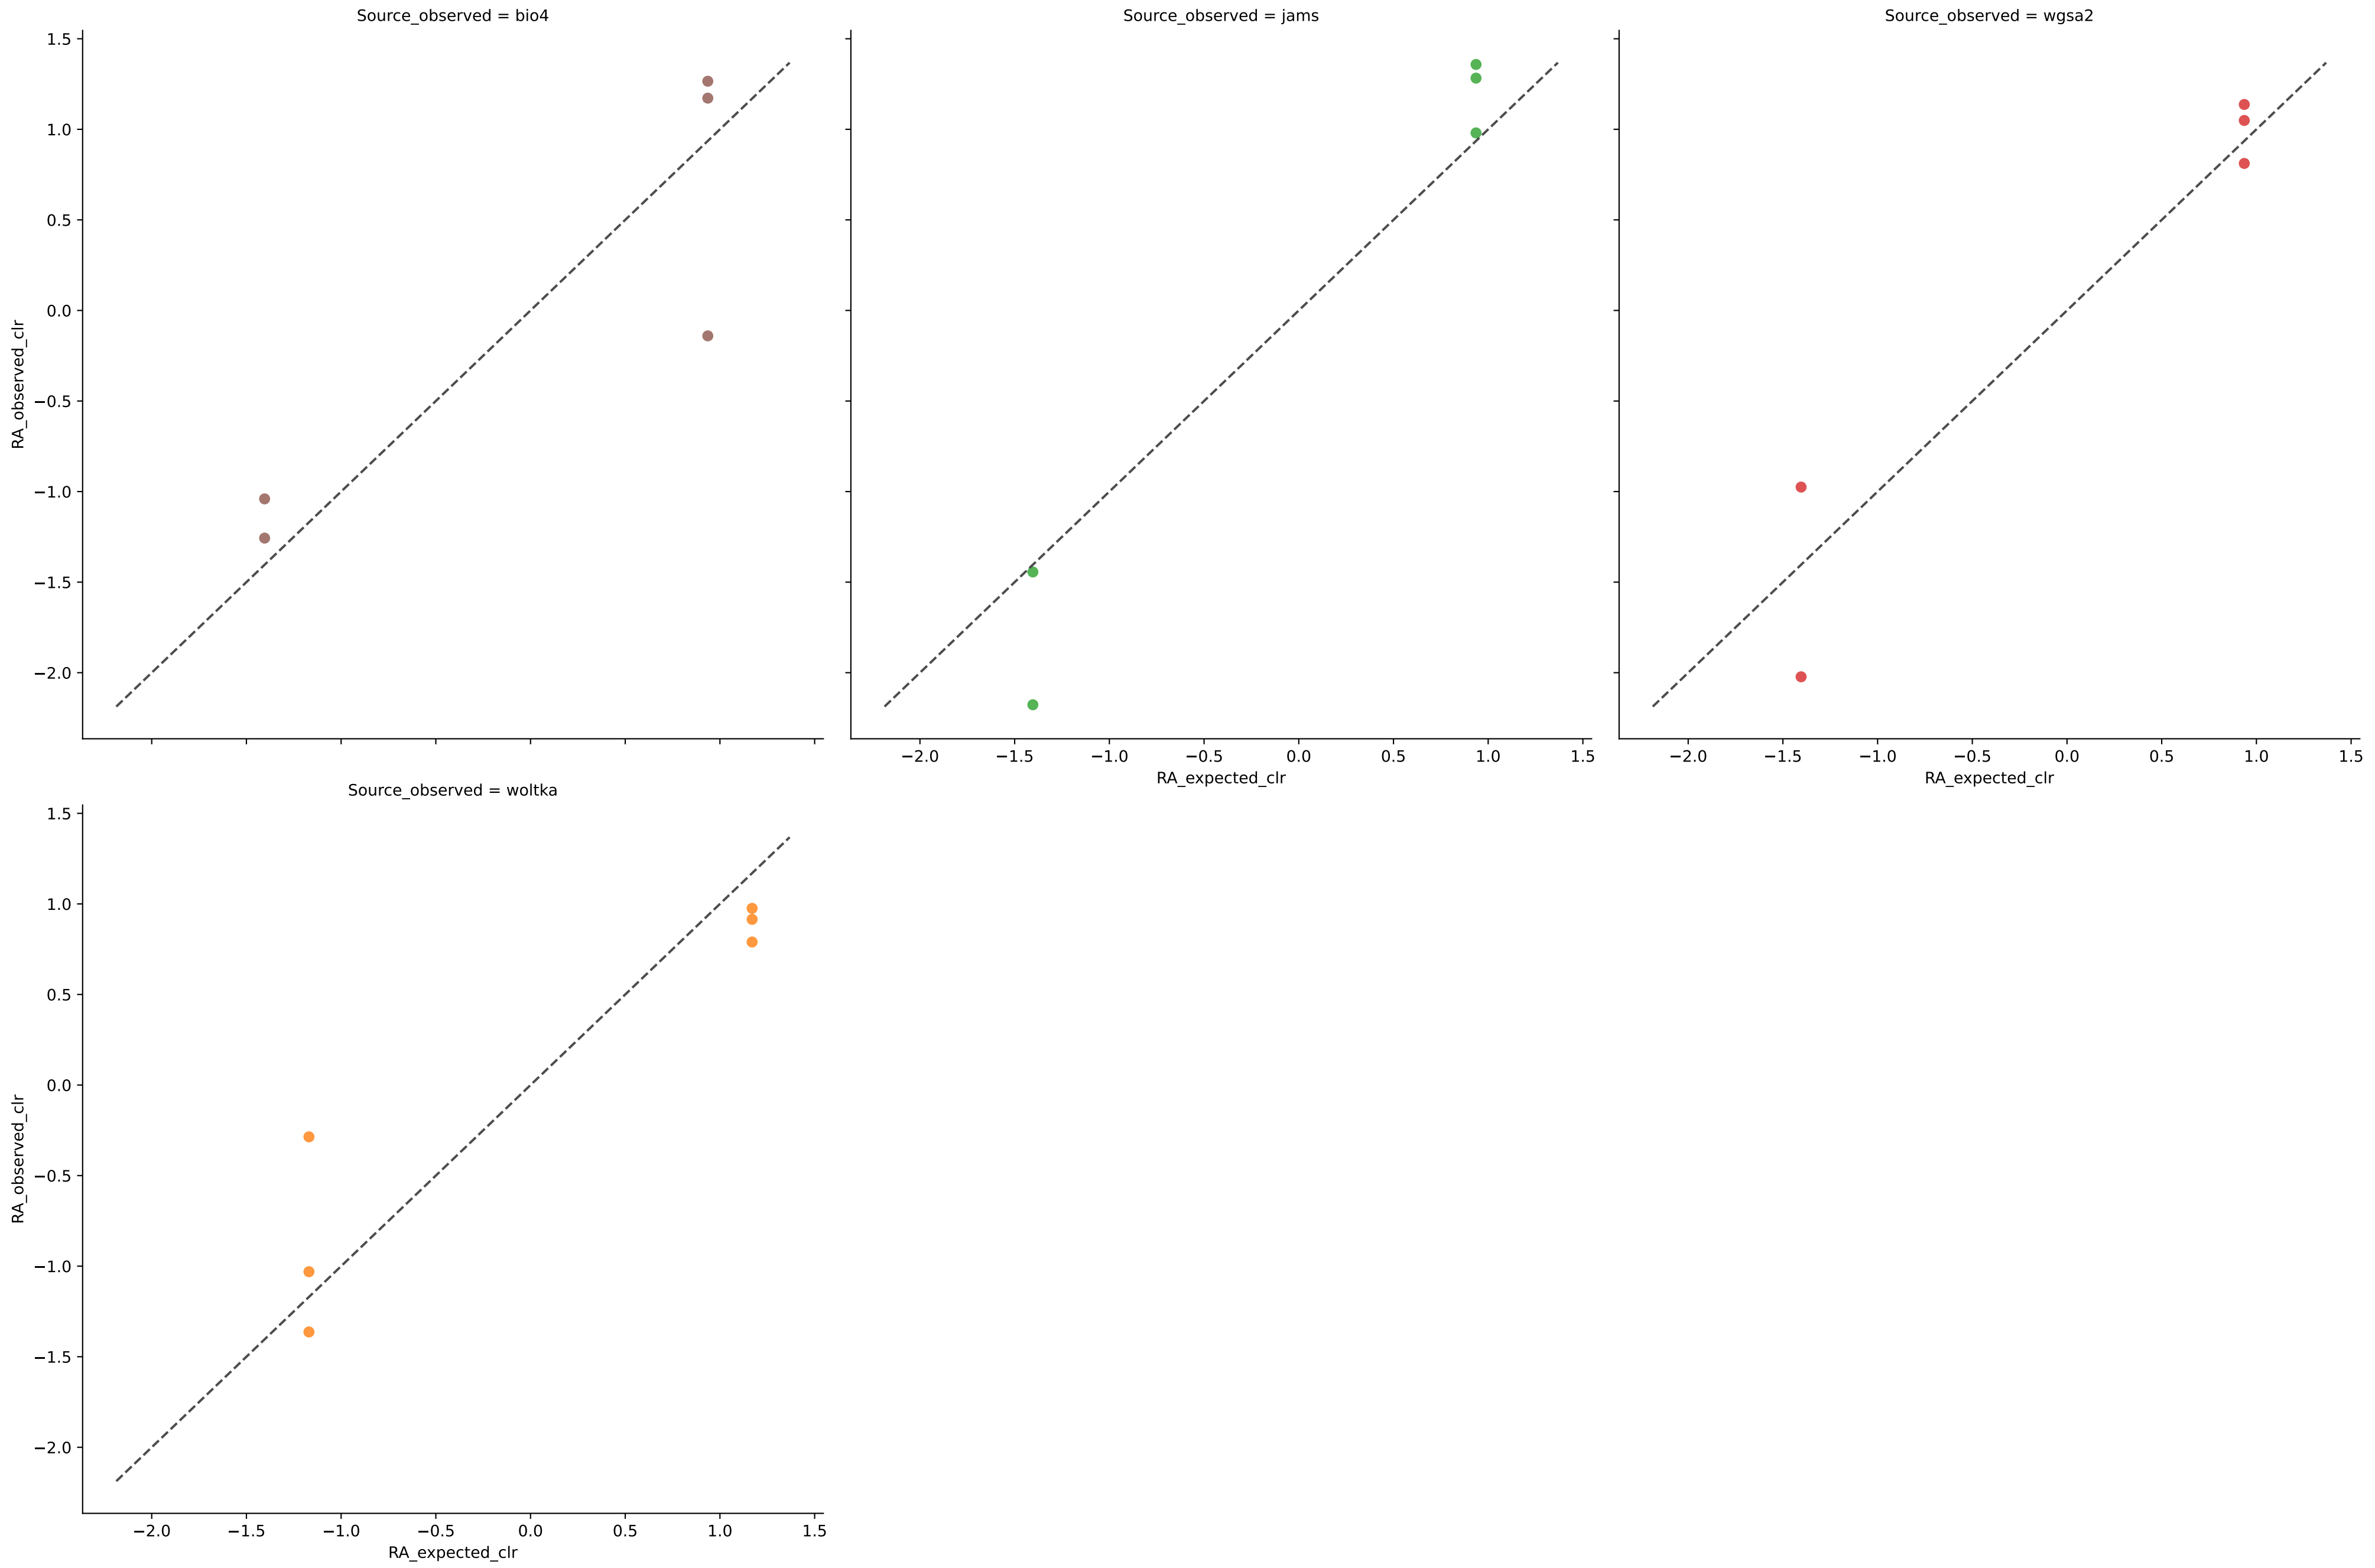 Source_observed = bio4
Source_observed = jams
Source_observed = wgsa2
1.5
1.0
0.5
0.0
−0.5
−1.0
−1.5
−2.0
RA_observed_clr
−2.0 −1.5 −1.0 −0.5 0.0 0.5 1.0 1.5
RA_expected_clr
−2.0 −1.5 −1.0 −0.5 0.0 0.5 1.0 1.5
RA_expected_clr
Source_observed = woltka
1.5
1.0
0.5
0.0
−0.5
−1.0
−1.5
−2.0
RA_observed_clr
−2.0 −1.5 −1.0 −0.5 0.0 0.5 1.0 1.5
RA_expected_clr